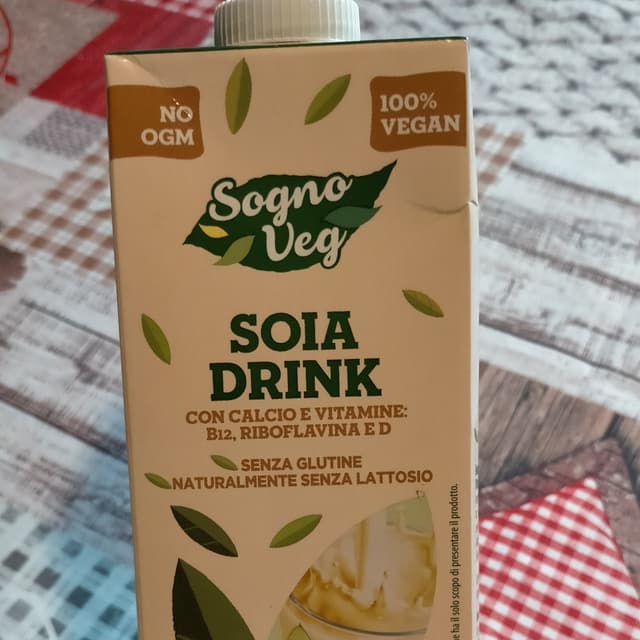 NO
OGM
100%
VEGAN
Sogno
Veg
SOIA
DRINK
CON CALCIO E VITAMINE:
B12, RIBOFLAVINA E D
SENZA GLUTINE
NATURALMENTE SENZA LATTOSIO
e ha il solo scopo di presentare il prodotto.